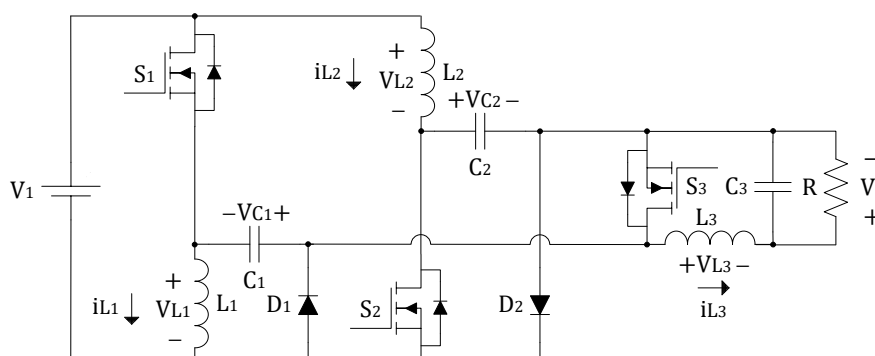 S1
iL2
+
VL2
−
L2
+VC2 −
C2
V1
S3
C3
R
−
V
+
−VC1+
C1
L3
+VL3 −
iL3
iL1
+
VL1
−
L1
D1
S2
D2